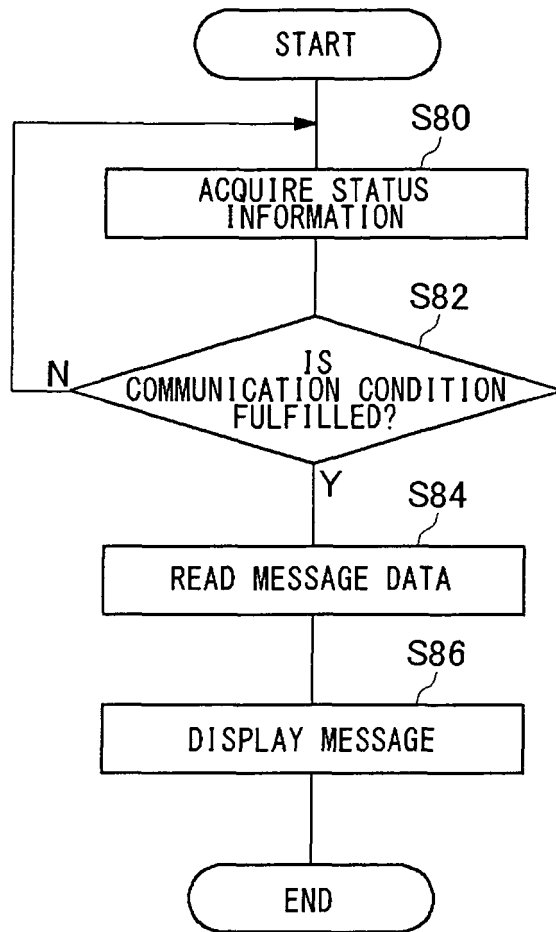 START
S80
ACQUIRE STATUS
INFORMATION
S82
IS
COMMUNICATION CONDITION
FULFILLED?
N
Y
S84
READ MESSAGE DATA
S86
DISPLAY MESSAGE
END